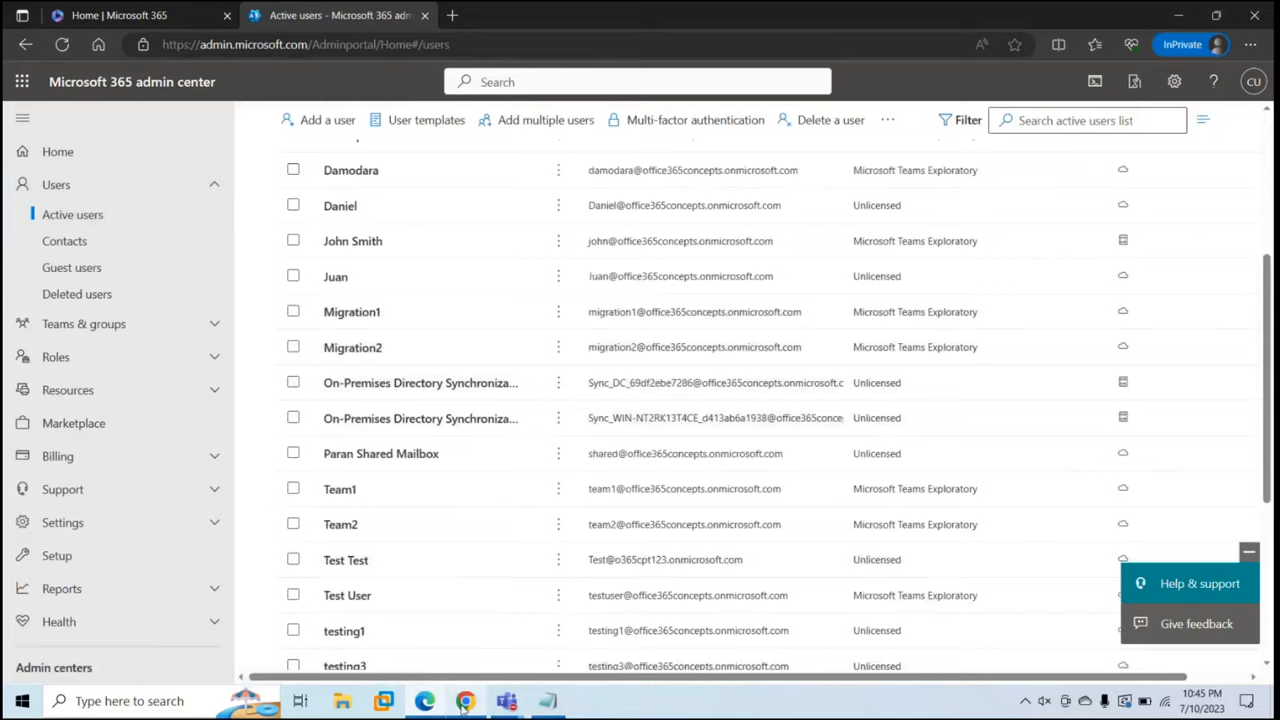 Home | Microsoft 365
Active users - Microsoft 365 adm
https://admin.microsoft.com/Adminportal/Home#/users
InPrivate
Microsoft 365 admin center
Search
CU
Add a user
User templates
Add multiple users
Multi-factor authentication
Delete a user
Filter
Search active users list
Home
Users
Active users
Contacts
Guest users
Deleted users
Teams & groups
Roles
Resources
Marketplace
Billing
Support
Settings
Setup
Reports
Health
Admin centers
Damodara damodara@office365concepts.onmicrosoft.com Microsoft Teams Exploratory
Daniel Daniel@office365concepts.onmicrosoft.com Unlicensed
John Smith john@office365concepts.onmicrosoft.com Microsoft Teams Exploratory
Juan Juan@office365concepts.onmicrosoft.com Unlicensed
Migration1 migration1@office365concepts.onmicrosoft.com Microsoft Teams Exploratory
Migration2 migration2@office365concepts.onmicrosoft.com Microsoft Teams Exploratory
On-Premises Directory Synchroniza... Sync_DC_69df2ebe7286@office365concepts.onmicrosoft.c Unlicensed
On-Premises Directory Synchroniza... Sync_WIN-NT2RK13T4CE_d413ab6a1938@office365conce Unlicensed
Paran Shared Mailbox shared@office365concepts.onmicrosoft.com Unlicensed
Team1 team1@office365concepts.onmicrosoft.com Microsoft Teams Exploratory
Team2 team2@office365concepts.onmicrosoft.com Microsoft Teams Exploratory
Test Test Test@o365cpt123.onmicrosoft.com Unlicensed
Test User testuser@office365concepts.onmicrosoft.com Microsoft Teams Exploratory
testing1 testing1@office365concepts.onmicrosoft.com Unlicensed
testing3 testing3@office365concepts.onmicrosoft.com Unlicensed
Help & support
Give feedback
Type here to search
10:45 PM
7/10/2023